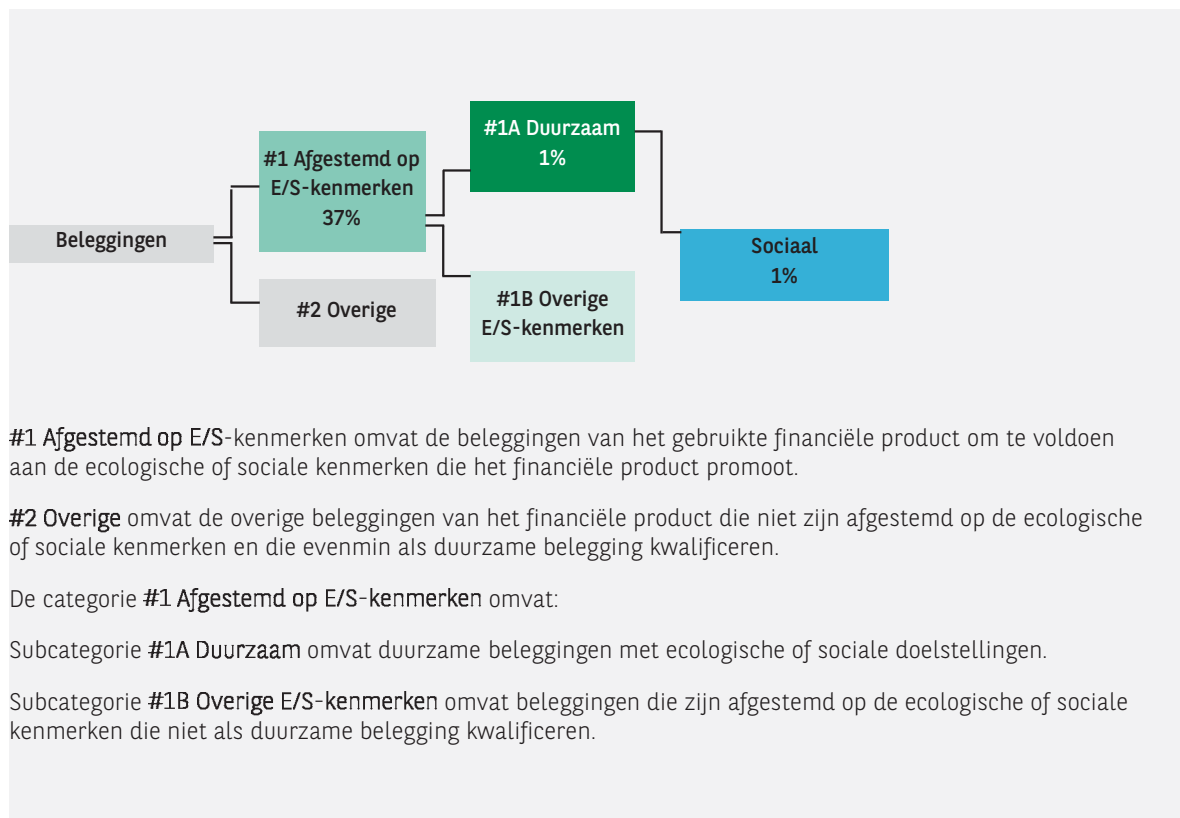 #1A Duurzaam
1%
#1 Afgestemd op
E/S-kenmerken
37%
Beleggingen
Sociaal
1%
#2 Overige
#1B Overige
E/S-kenmerken
#1 Afgestemd op E/S-kenmerken omvat de beleggingen van het gebruikte financiële product om te voldoen
aan de ecologische of sociale kenmerken die het financiële product promoot.
#2 Overige omvat de overige beleggingen van het financiële product die niet zijn afgestemd op de ecologische
of sociale kenmerken en die evenmin als duurzame belegging kwalificeren.
De categorie #1 Afgestemd op E/S-kenmerken omvat:
Subcategorie #1A Duurzaam omvat duurzame beleggingen met ecologische of sociale doelstellingen.
Subcategorie #1B Overige E/S-kenmerken omvat beleggingen die zijn afgestemd op de ecologische of sociale
kenmerken die niet als duurzame belegging kwalificeren.